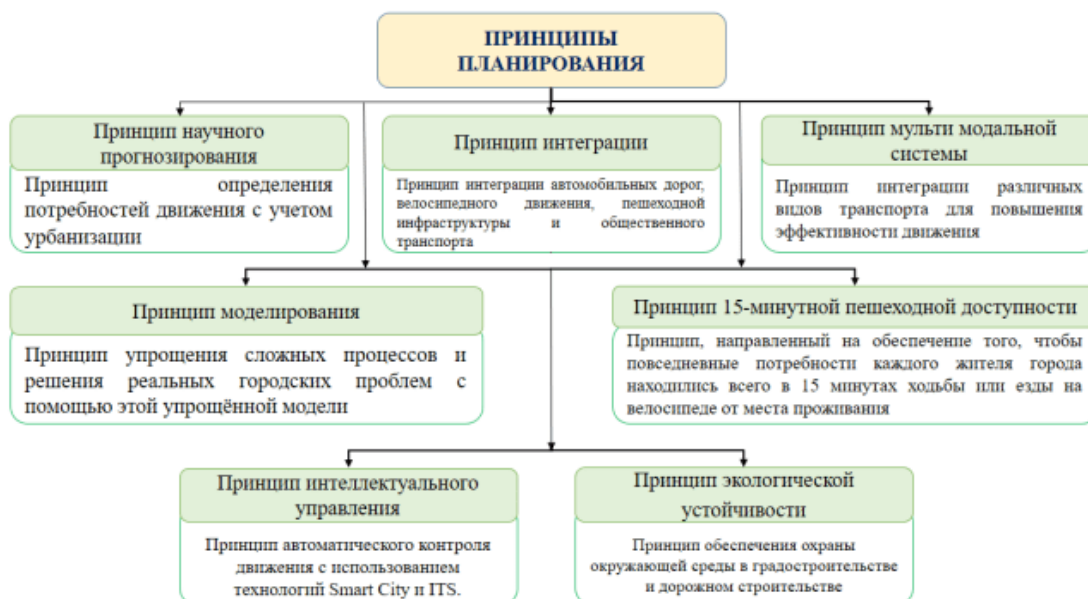 ПРИНЦИПЫ
ПЛАНИРОВАНИЯ
Принцип научного
прогнозирования
Принцип определения
потребностей движения с учетом
урбанизации
Принцип интеграции
Принцип интеграции автомобильных дорог,
велосипедного движения, пешеходной
инфраструктуры и общественного
транспорта
Принцип мульти модальной
системы
Принцип интеграции различных
видов транспорта для повышения
эффективности движения
Принцип моделирования
Принцип упрощения сложных процессов и
решения реальных городских проблем с
помощью этой упрощённой модели
Принцип 15-минутной пешеходной доступности
Принцип, направленный на обеспечение того, чтобы
повседневные потребности каждого жителя города
находились всего в 15 минутах ходьбы или езды на
велосипеде от места проживания
Принцип интеллектуального
управления
Принцип автоматического контроля
движения с использованием
технологий Smart City и ITS.
Принцип экологической
устойчивости
Принцип обеспечения охраны
окружающей среды в градостроительстве
и дорожном строительстве